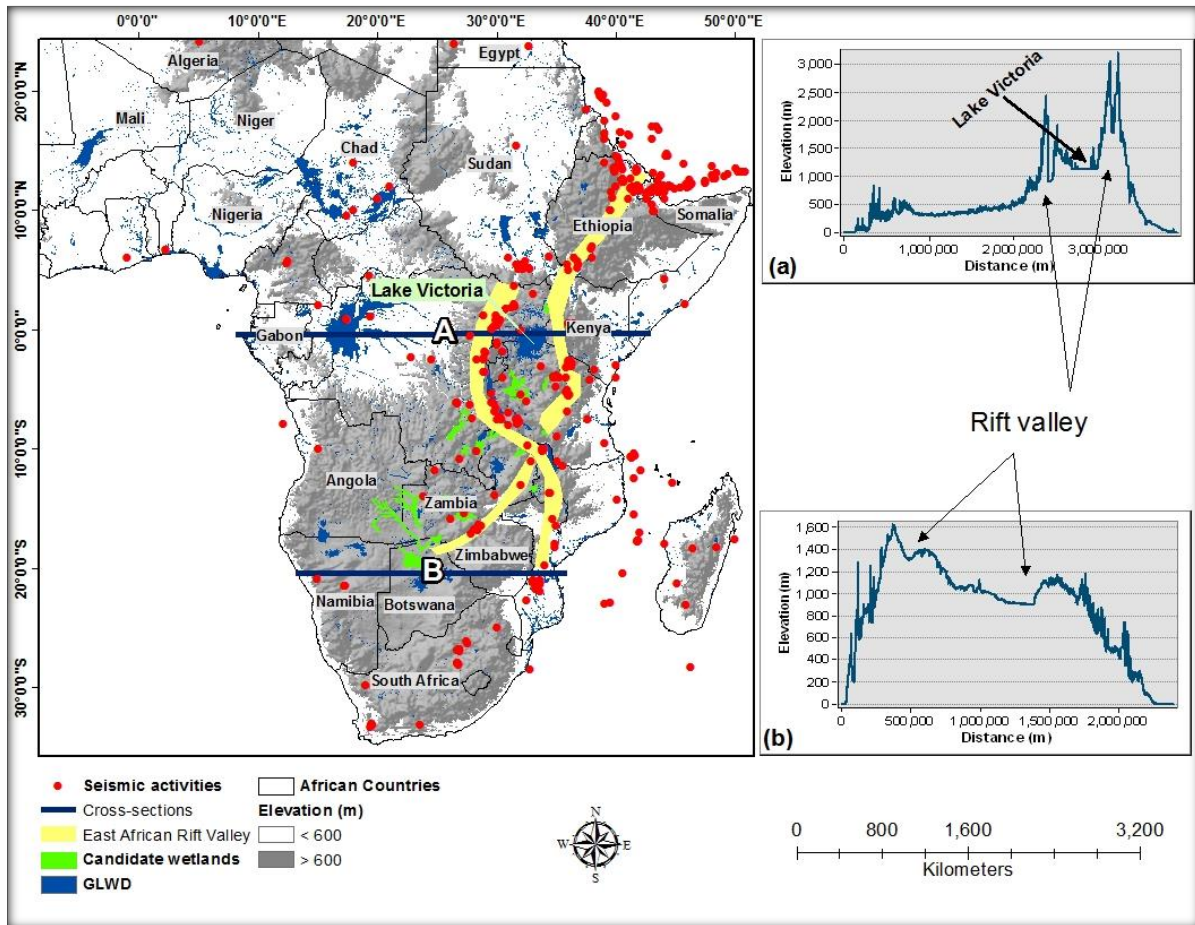 0°0'0" 10°0'0"E 20°0'0"E 30°0'0"E 40°0'0"E 50°0'0"E
20°0'0"N
10°0'0"N
0°0'0"
10°0'0"S
20°0'0"S
30°0'0"S
Algeria
Egypt
Mali
Niger
Chad
Sudan
Nigeria
Ethiopia
Somalia
Lake Victoria
A
Gabon
Kenya
Angola
Zambia
Zimbabwe
B
Namibia
Botswana
South Africa
3,000
2,500
2,000
1,500
1,000
500
0
Elevation (m)
Lake Victoria
0 1,000,000 2,000,000 3,000,000
Distance (m)
(a)
Rift valley
1,600
1,400
1,200
1,000
800
600
400
200
0
Elevation (m)
0 500,000 1,000,000 1,500,000 2,000,000
Distance (m)
(b)
Seismic activities
Cross-sections
East African Rift Valley
Candidate wetlands
GLWD
African Countries
Elevation (m)
< 600
> 600
N
W E
S
0 800 1,600 3,200
Kilometers